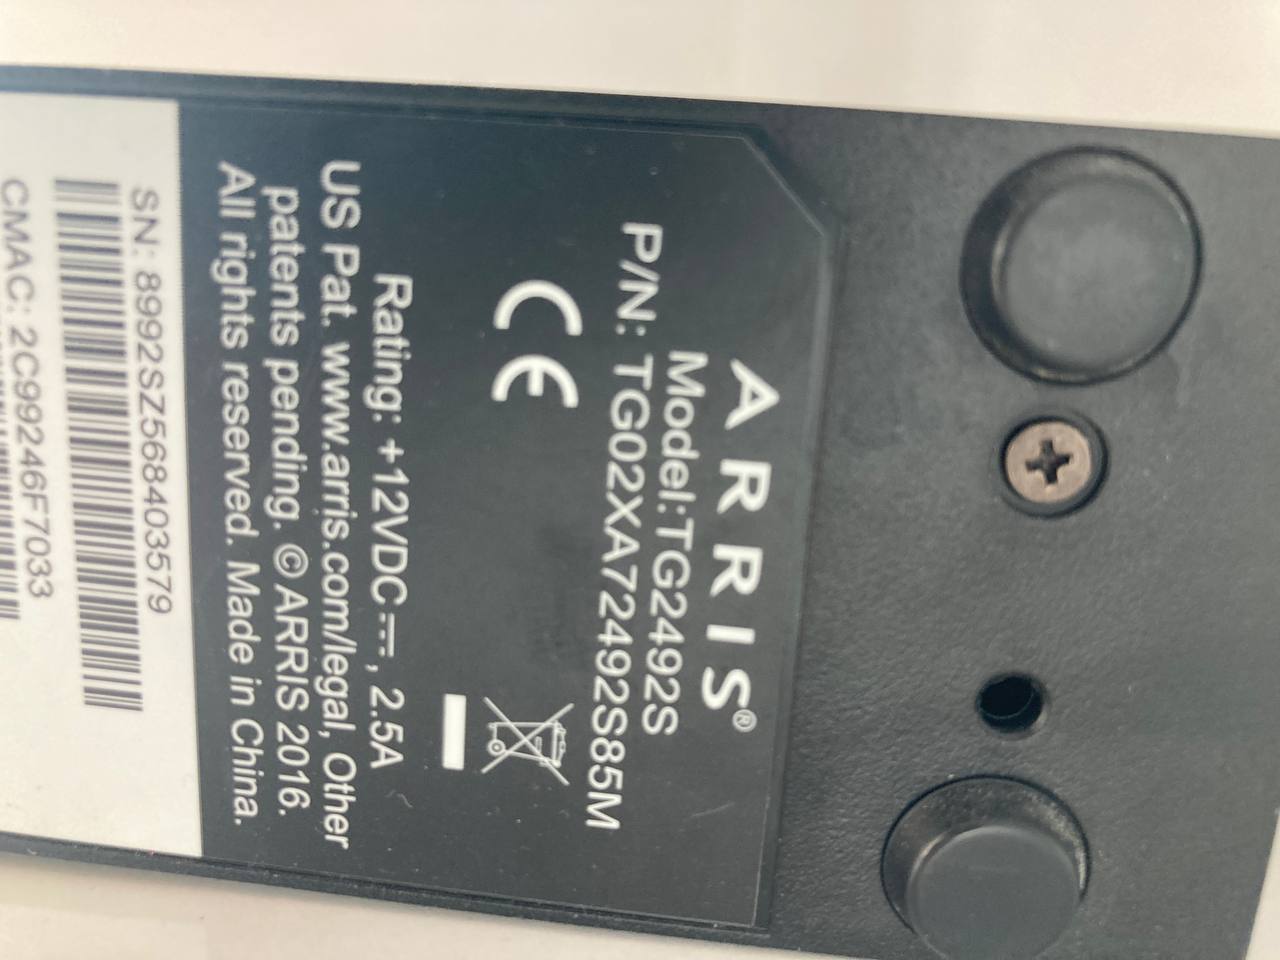 ARRIS®
Model:TG2492S
P/N: TG02XA72492S85M
CE
Rating: +12VDC⎓, 2.5A
US Pat. www.arris.com/legal, Other
patents pending. © ARRIS 2016.
All rights reserved. Made in China.
SN: 8992SZ568403579
CMAC: 2C99246F7033